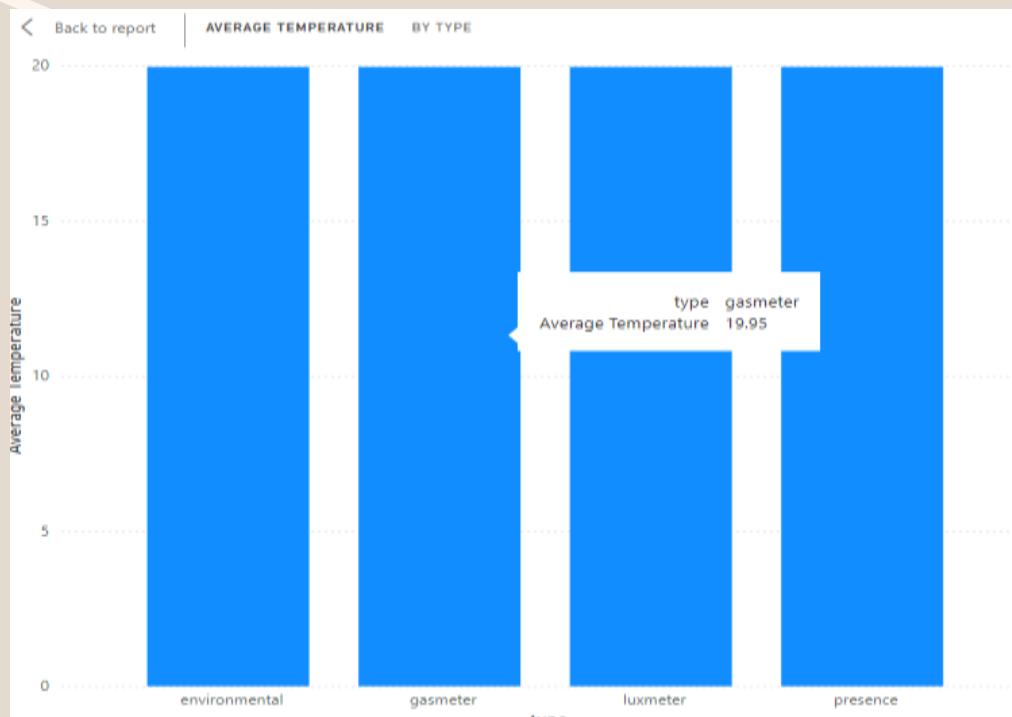 Back to report
AVERAGE TEMPERATURE BY TYPE
20
15
10
5
0
Average Temperature
type gasmeter
Average Temperature 19.95
environmental gasmeter luxmeter presence